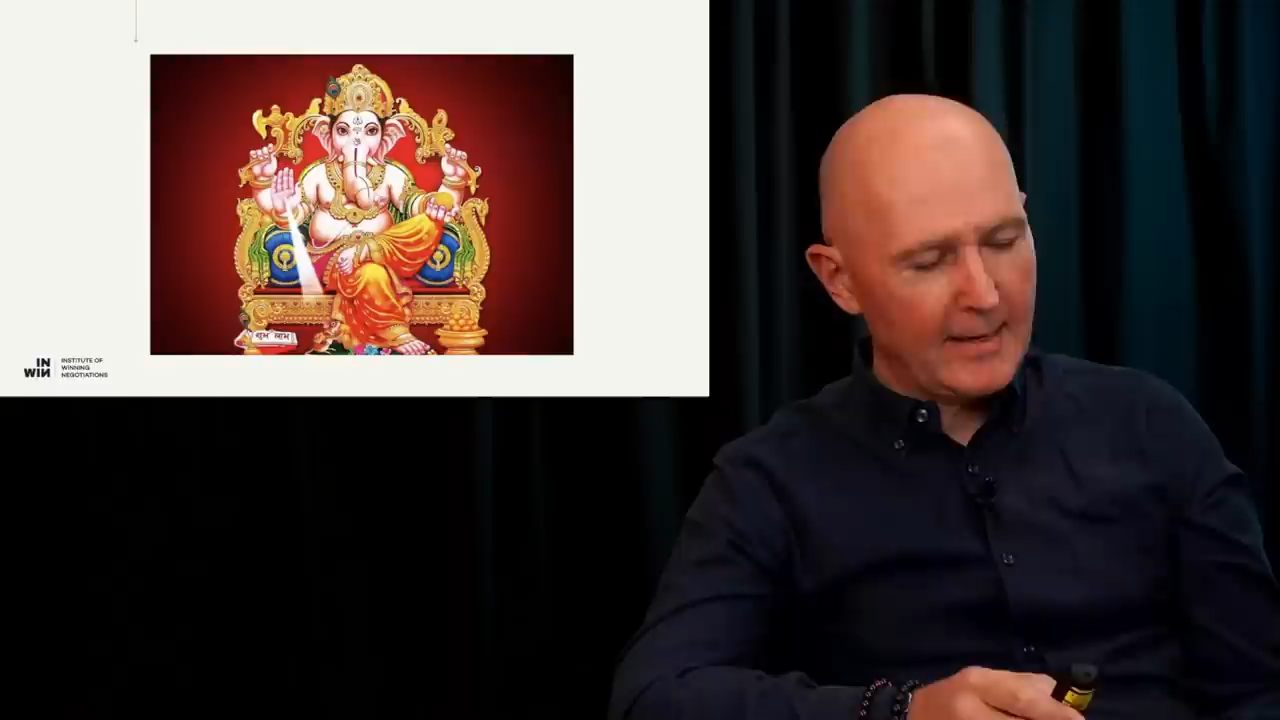 शुभ लाभ
IN
WIN
INSTITUTE OF
WINNING
NEGOTIATIONS